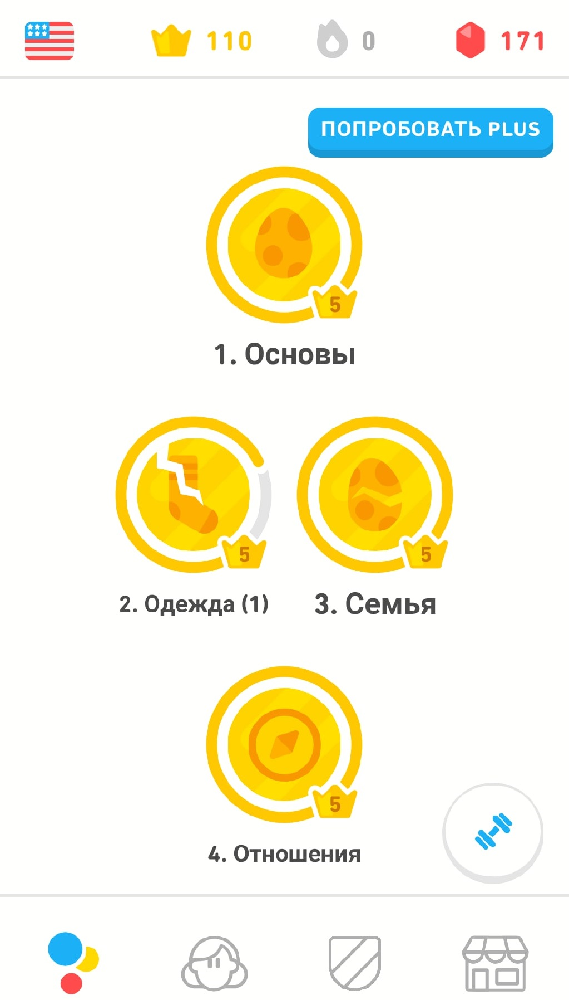 110 0 171
ПОПРОБОВАТЬ PLUS
5
1. Основы
5 5
2. Одежда (1) 3. Семья
5
4. Отношения